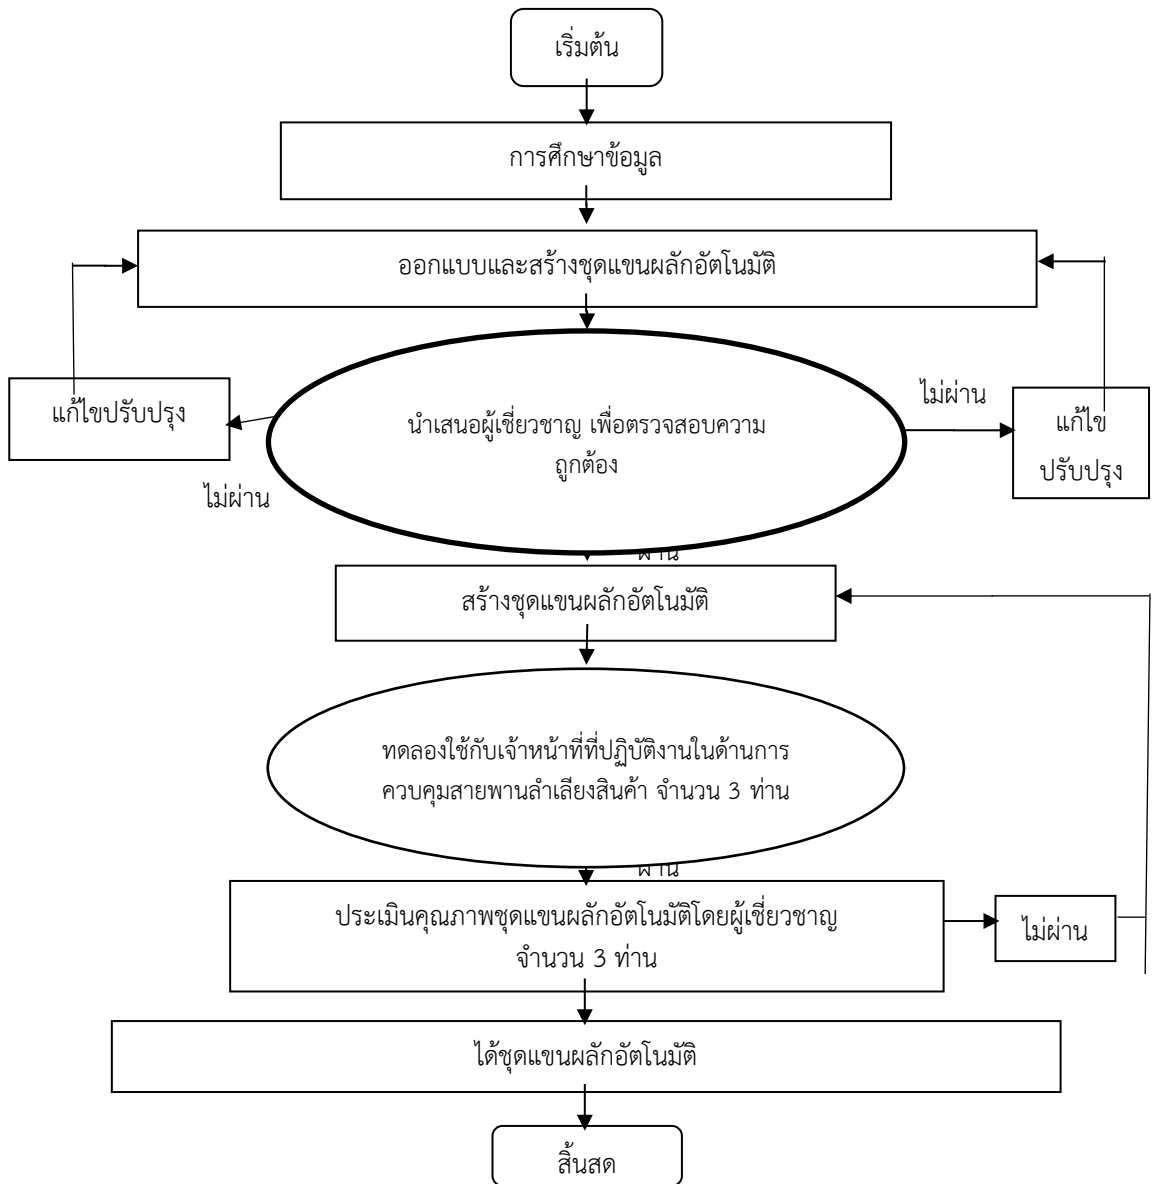 เริ่มต้น
การศึกษาข้อมูล
ออกแบบและสร้างชุดแขนผลักอัตโนมัติ
แก้ไขปรับปรุง
ไม่ผ่าน
นำเสนอผู้เชี่ยวชาญ เพื่อตรวจสอบความ
ถูกต้อง
ไม่ผ่าน
แก้ไข
ปรับปรุง
ผ่าน
สร้างชุดแขนผลักอัตโนมัติ
ทดลองใช้กับเจ้าหน้าที่ที่ปฏิบัติงานในด้านการ
ควบคุมสายพานลำเลียงสินค้า จำนวน 3 ท่าน
ผ่าน
ประเมินคุณภาพชุดแขนผลักอัตโนมัติโดยผู้เชี่ยวชาญ
จำนวน 3 ท่าน
ไม่ผ่าน
ได้ชุดแขนผลักอัตโนมัติ
สิ้นสด